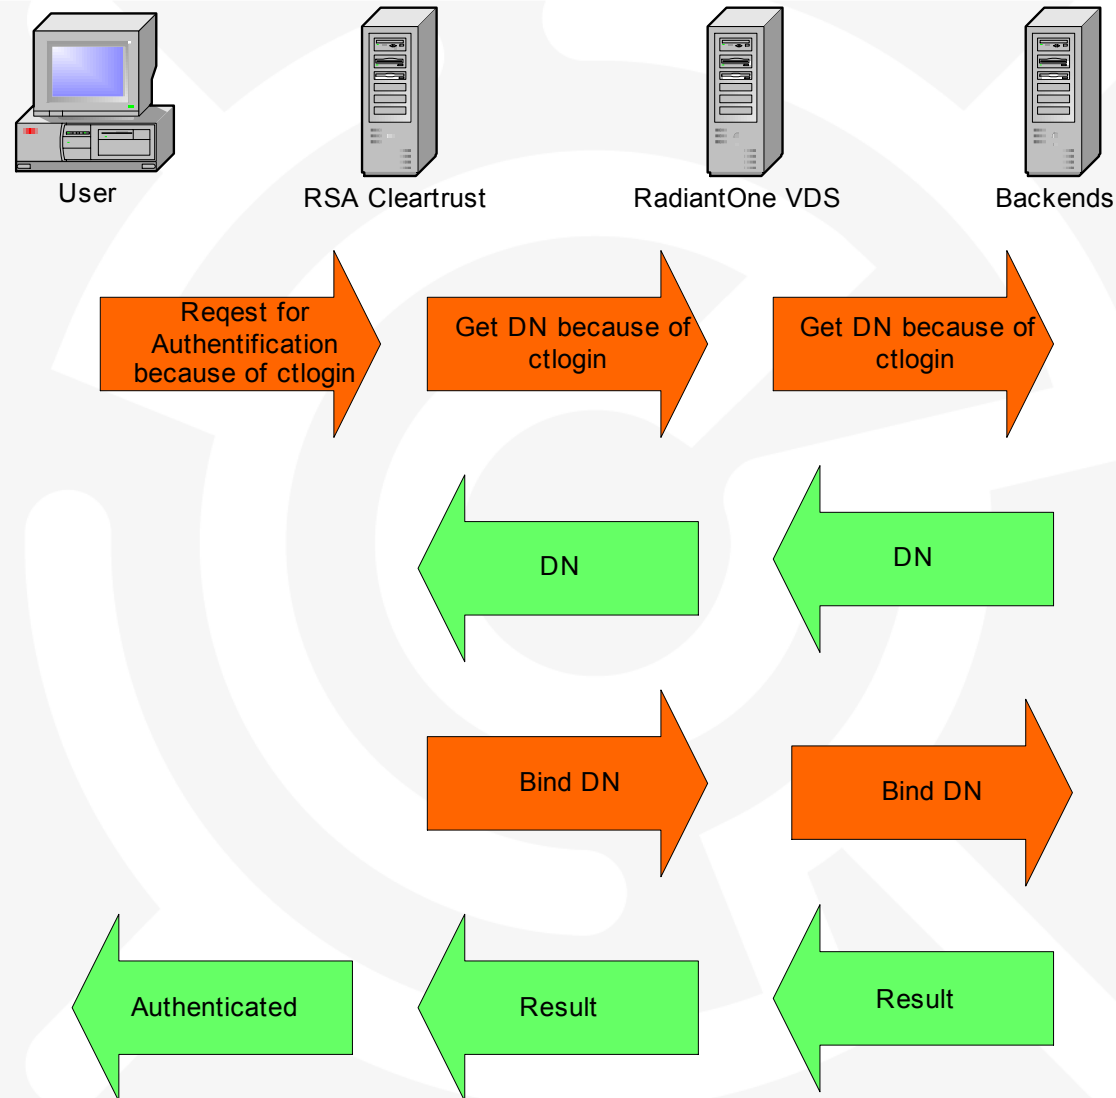 User
RSA Cleartrust
RadiantOne VDS
Backends
Reqest for
Authentification
because of ctlogin
Get DN because of
ctlogin
Get DN because of
ctlogin
DN
DN
Bind DN
Bind DN
Authenticated
Result
Result